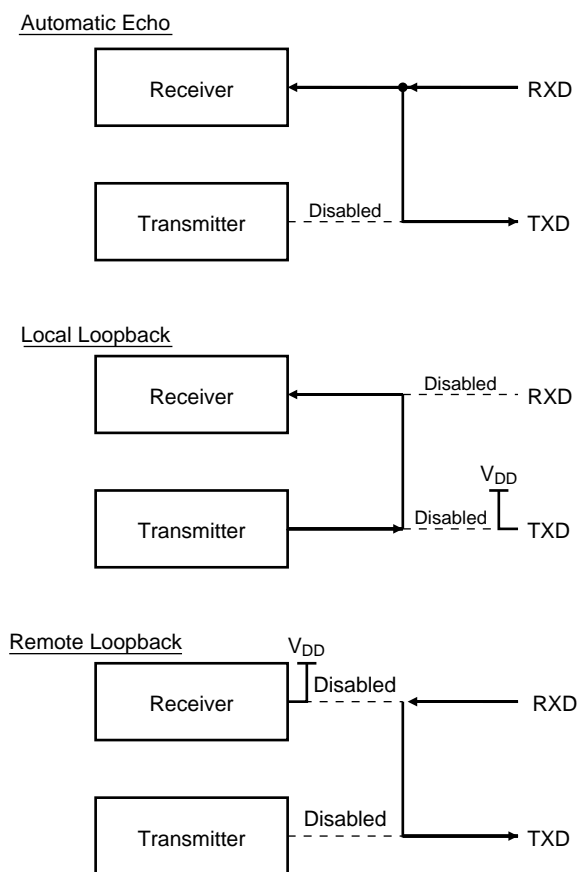 Automatic Echo
Receiver
RXD
Transmitter
Disabled
TXD
Local Loopback
Receiver
Disabled
RXD
VDD
Transmitter
Disabled
TXD
Remote Loopback
VDD
Receiver
Disabled
RXD
Transmitter
Disabled
TXD